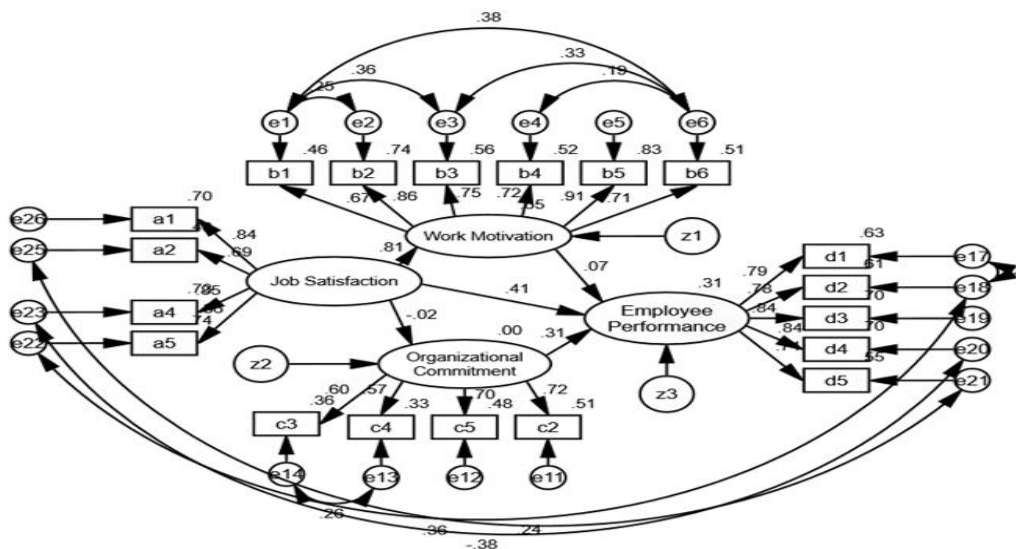 .38
.33
.36
.19
.25
e1 e2 e3 e4 e5 e6
.46 .74 .56 .52 .83 .51
b1 b2 b3 b4 b5 b6
.67 .86 .75 .72 .91 .71
.70
e26 a1
.84
Work Motivation
z1
e25 a2
.69
.81
.63
.07
.79
d1
e17
.61
Job Satisfaction
.41
.31
.78
d2
e18
.70
e23 a4
-.02
Employee
Performance
.84
d3
e19
.74
.00
.31
.70
e22 a5
.84
d4
e20
z2
Organizational
Commitment
.55
d5
e21
z3
.60 .57 .70 .72
.36 .33 .48 .51
c3 c4 c5 c2
e14 e13 e12 e11
.26
.36
.24
-.38